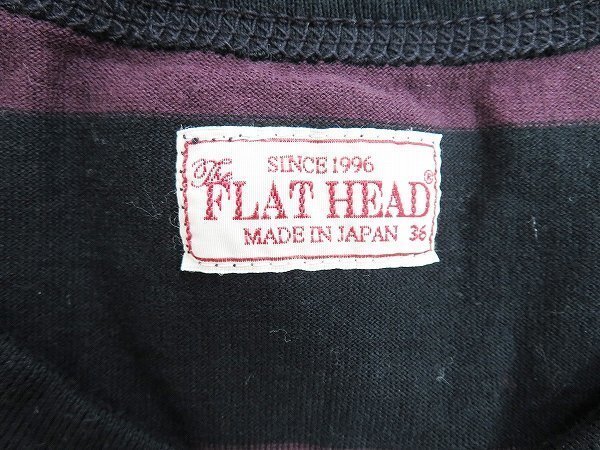 SINCE 1996
The
FLAT HEAD®
MADE IN JAPAN 36